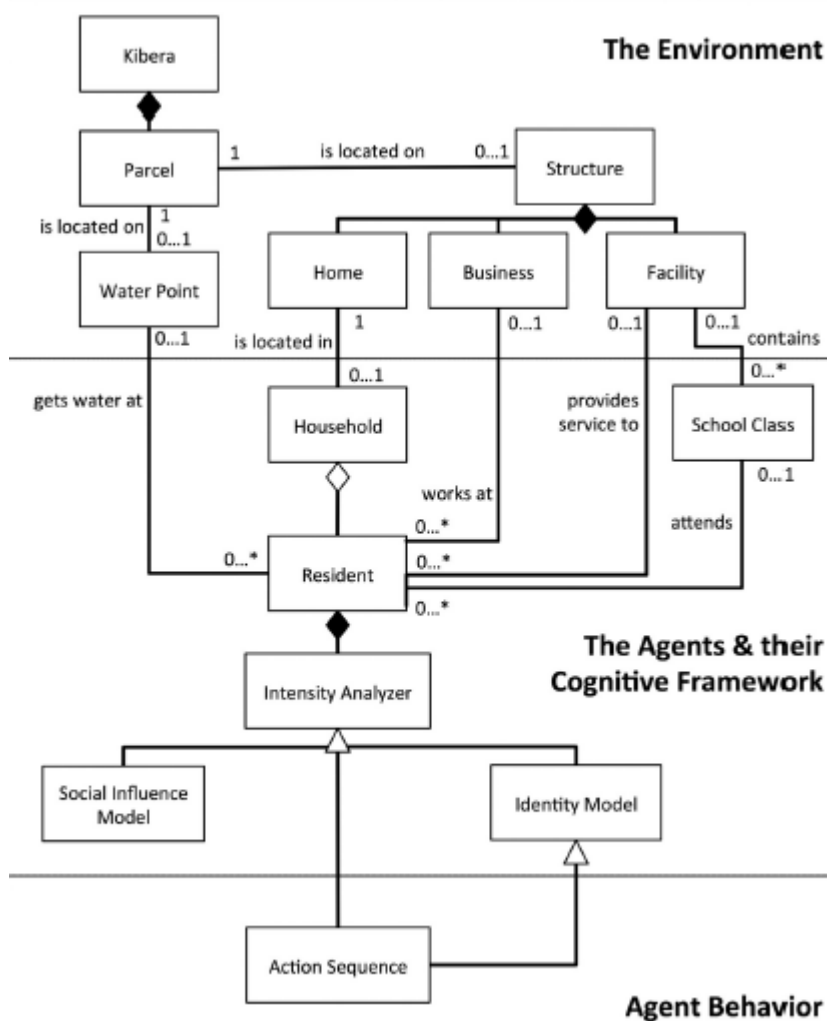 The Environment
Kibera
Parcel
1
is located on
0...1
Structure
is located on
1
0...1
Water Point
Home
Business
Facility
0...1
is located in
1
0...1
0...1
0...1
contains
gets water at
0...1
provides
service to
0...*
Household
School Class
works at
0...1
0...*
attends
0...*
Resident
0...*
0...*
The Agents & their
Cognitive Framework
Intensity Analyzer
Social Influence
Model
Identity Model
Action Sequence
Agent Behavior